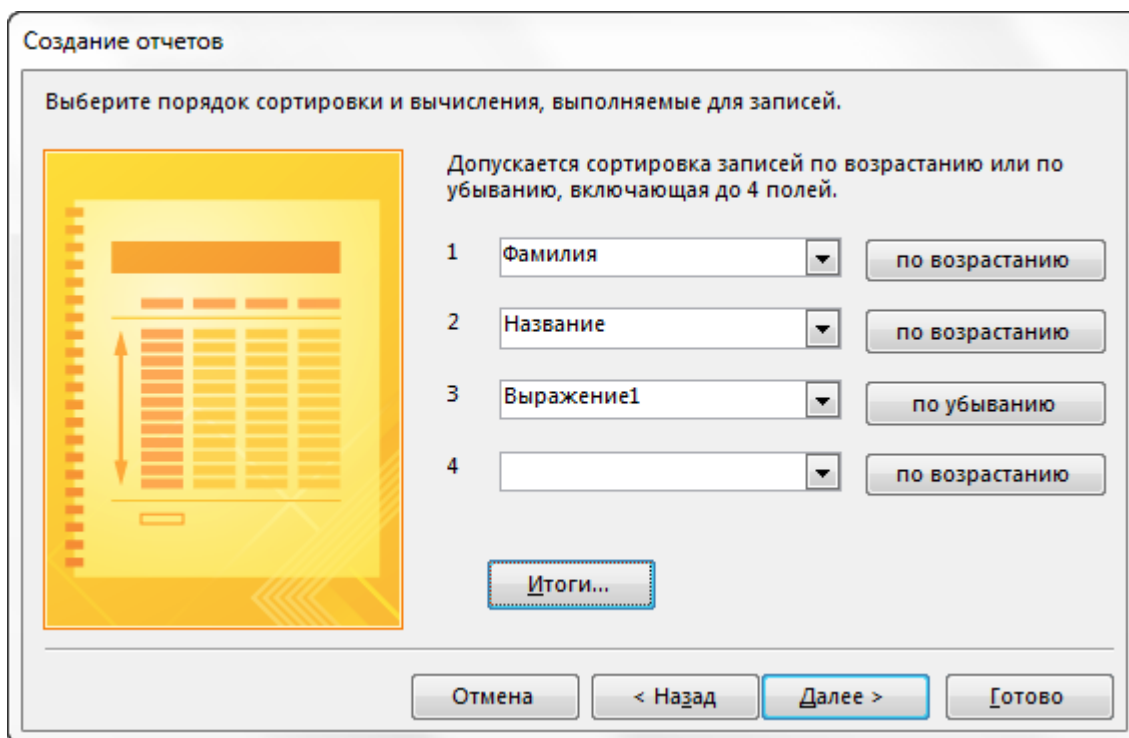 Создание отчетов
Выберите порядок сортировки и вычисления, выполняемые для записей.
Допускается сортировка записей по возрастанию или по
убыванию, включающая до 4 полей.
1 Фамилия по возрастанию
2 Название по возрастанию
3 Выражение1 по убыванию
4 по возрастанию
Итоги...
Отмена < Назад Далее > Готово